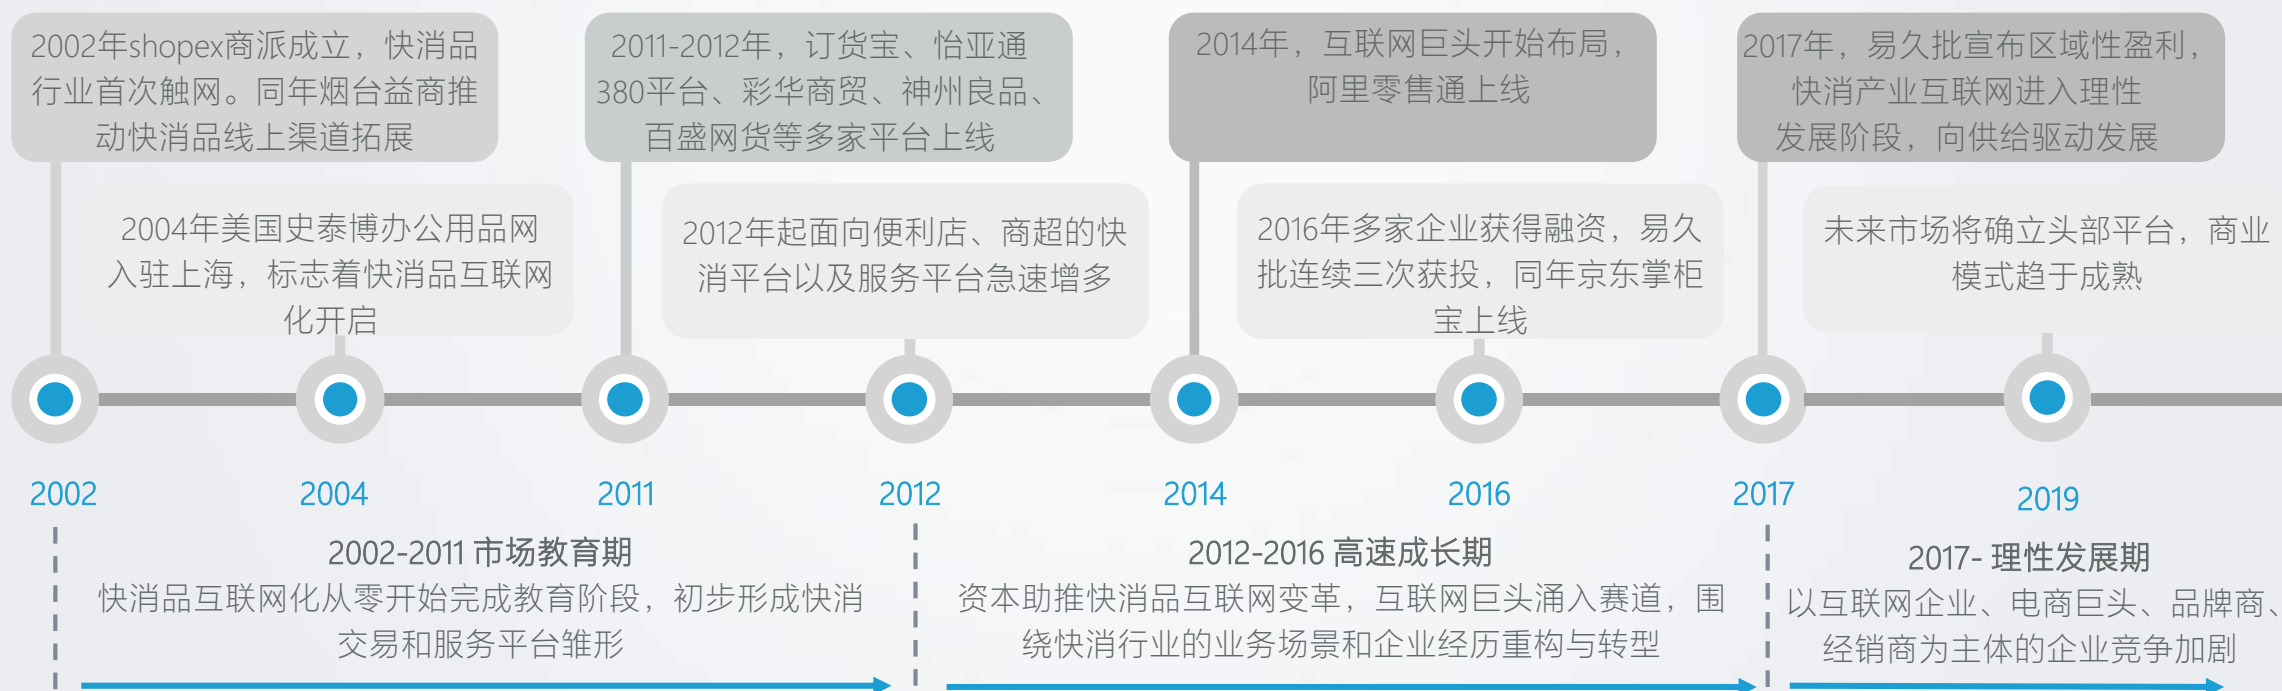 2002年shopex商派成立，快消品
行业首次触网。同年烟台益商推
动快消品线上渠道拓展
2011-2012年，订货宝、怡亚通
380平台、彩华商贸、神州良品、
百盛网货等多家平台上线
2014年，互联网巨头开始布局，
阿里零售通上线
2017年，易久批宣布区域性盈利，
快消产业互联网进入理性
发展阶段，向供给驱动发展
2004年美国史泰博办公用品网
入驻上海，标志着快消品互联网
化开启
2012年起面向便利店、商超的快
消平台以及服务平台急速增多
2016年多家企业获得融资，易久
批连续三次获投，同年京东掌柜
宝上线
未来市场将确立头部平台，商业
模式趋于成熟
2002
2004
2011
2012
2014
2016
2017
2019
2002-2011 市场教育期
快消品互联网化从零开始完成教育阶段，初步形成快消
交易和服务平台雏形
2012-2016 高速成长期
资本助推快消品互联网变革，互联网巨头涌入赛道，围
绕快消行业的业务场景和企业经历重构与转型
2017- 理性发展期
以互联网企业、电商巨头、品牌商、
经销商为主体的企业竞争加剧